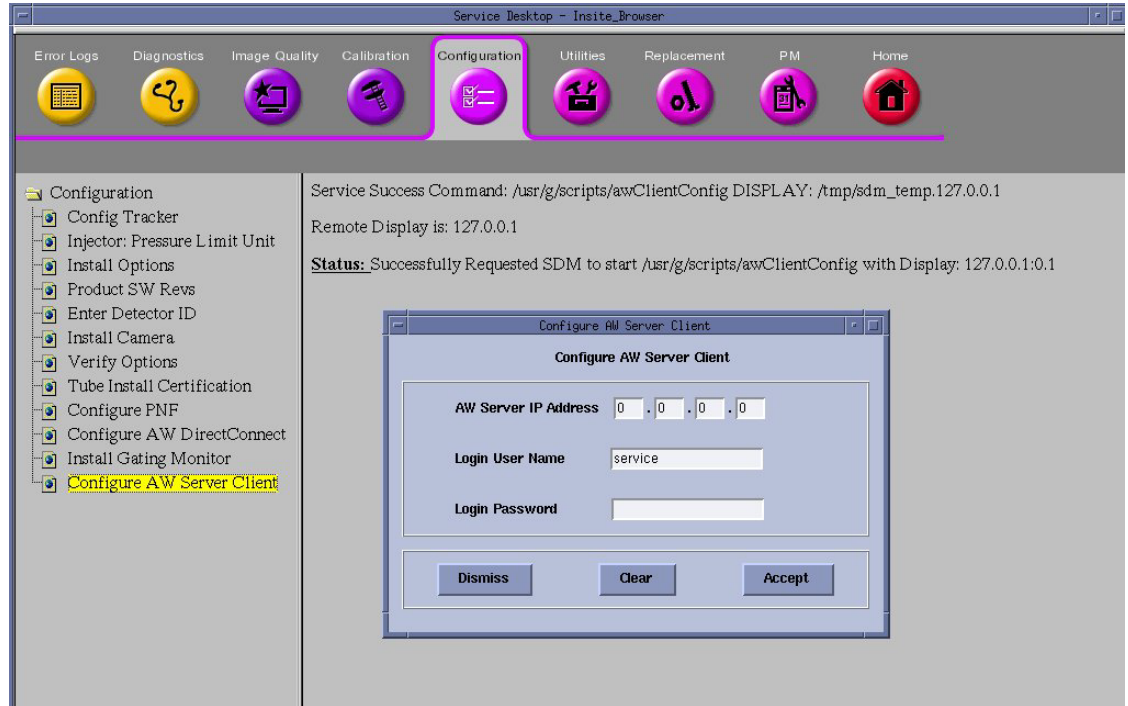 Service Desktop - Insite_Browser
Error Logs
Diagnostics
Image Quality
Calibration
Configuration
Utilities
Replacement
PM
Home
31
Configuration
Config Tracker
Injector: Pressure Limit Unit
Install Options
Product SW Revs
Enter Detector ID
Install Camera
Verify Options
Tube Install Certification
Configure PNF
Configure AW DirectConnect
Install Gating Monitor
Configure AW Server Client
Service Success Command: /usr/g/scripts/awClientConfig DISPLAY: /tmp/sdm_temp.127.0.0.1
Remote Display is: 127.0.0.1
Status: Successfully Requested SDM to start /usr/g/scripts/awClientConfig with Display: 127.0.0.1:0.1
Configure AW Server Client
Configure AW Server Client
AW Server IP Address 0 . 0 . 0 . 0
Login User Name service
Login Password
Dismiss Clear Accept